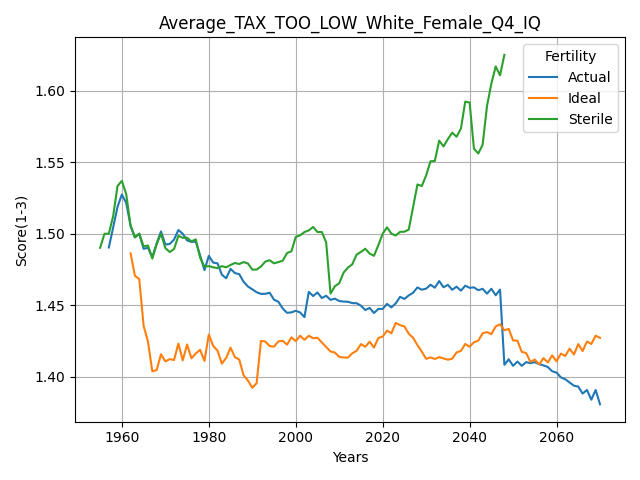 Average_TAX_TOO_LOW_White_Female_Q4_IQ
Fertility
Actual
Ideal
Sterile
Score(1-3)
1.60
1.55
1.50
1.45
1.40
1960
1980
2000
2020
2040
2060
Years